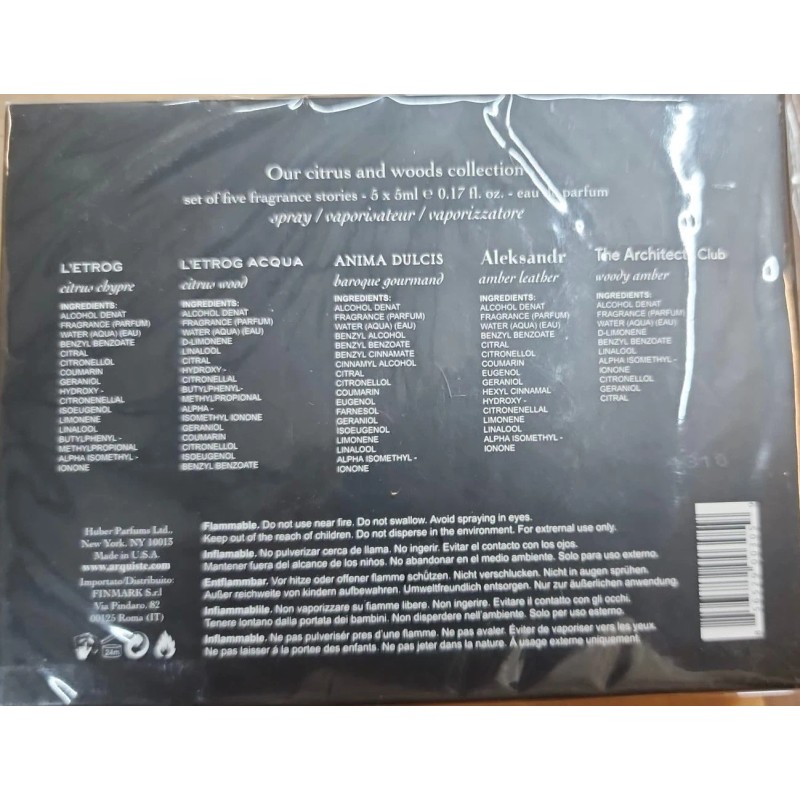 Our citrus and woods collection
set of five fragrance stories - 5 x 5ml ℮ 0.17 fl. oz. - eau de parfum
spray / vaporisateur / vaporizzatore
L'ETROG
citrus chypre
INGREDIENTS:
ALCOHOL DENAT
FRAGRANCE (PARFUM)
WATER (AQUA) (EAU)
BENZYL BENZOATE
CITRAL
CITRONELLOL
COUMARIN
GERANIOL
HYDROXY -
CITRONENELLAL
ISOEUGENOL
LIMONENE
LINALOOL
BUTYLPHENYL -
METHYLPROPIONAL
ALPHA ISOMETHYL -
IONONE
L'ETROG ACQUA
citrus wood
INGREDIENTS:
ALCOHOL DENAT
FRAGRANCE (PARFUM)
WATER (AQUA) (EAU)
D-LIMONENE
LINALOOL
CITRAL
HYDROXY -
CITRONELLAL
BUTYLPHENYL-
METHYLPROPIONAL
ALPHA -
ISOMETHYL IONONE
GERANIOL
COUMARIN
CITRONELLOL
ISOEUGENOL
BENZYL BENZOATE
ANIMA DULCIS
baroque gourmand
INGREDIENTS:
ALCOHOL DENAT
FRAGRANCE (PARFUM)
WATER (AQUA) (EAU)
BENZYL ALCOHOL
BENZYL BENZOATE
BENZYL CINNAMATE
CINNAMYL ALCOHOL
CITRAL
CITRONELLOL
COUMARIN
EUGENOL
FARNESOL
GERANIOL
ISOEUGENOL
LIMONENE
LINALOOL
ALPHA ISOMETHYL -
IONONE
Aleksandr
amber leather
INGREDIENTS:
ALCOHOL DENAT
FRAGRANCE (PARFUM)
WATER (AQUA) (EAU)
CITRAL
CITRONELLOL
COUMARIN
EUGENOL
GERANIOL
HEXYL CINNAMAL
HYDROXY -
CITRONENELLAL
LIMONENE
LINALOOL
ALPHA ISOMETHYL -
IONONE
The Architects Club
woody amber
INGREDIENTS:
ALCOHOL DENAT
FRAGRANCE (PARFUM)
WATER (AQUA) (EAU)
D-LIMONENE
BENZYL BENZOATE
LINALOOL
ALPHA ISOMETHYL -
IONONE
CITRONELLOL
GERANIOL
CITRAL
Huber Parfums Ltd.,
New York, NY 10013
Made in U.S.A.
www.arquiste.com
Importato/Distribuito:
FINMARK S.r.l
Via Pindaro, 82
00125 Roma (IT)
24m
Flammable. Do not use near fire. Do not swallow. Avoid spraying in eyes.
Keep out of the reach of children. Do not disperse in the environment. For extrernal use only.
Inflamable. No pulverizar cerca de llama. No ingerir. Evitar el contacto con los ojos.
Mantener fuera del alcance de los niños. No abandonar en el medio ambiente. Solo para uso externo.
Entflammbar. Vor hitze oder offener flamme schützen. Nicht verschlucken. Nicht in augen sprühen.
Außer reichweite von kindern aufbewahren. Umweltfreundlich entsorgen. Nur zur äußerlichen anwendung.
Infiammablile. Non vaporizzare su fiamme libere. Non ingerire. Evitare il contatto con gli occhi.
Tenere lontano dalla portata dei bambini. Non disperdere nell'ambiente. Solo per uso esterno.
Inflammable. Ne pas pulverisér pres d'une flamme. Ne pas avaler. Éviter de vaporiser vers les yeux.
Ne pas laisser à la portee des enfants. Ne pas jeter dans la nature. À usage externe uniquement.